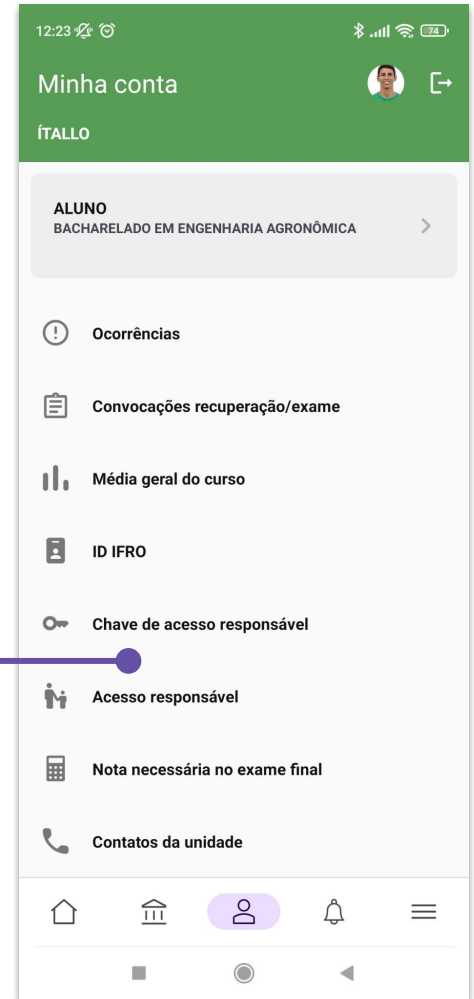 12:23
74
Minha conta
ÍTALLO
ALUNO
BACHARELADO EM ENGENHARIA AGRONÔMICA
Ocorrências
Convocações recuperação/exame
Média geral do curso
ID IFRO
Chave de acesso responsável
Acesso responsável
Nota necessária no exame final
Contatos da unidade